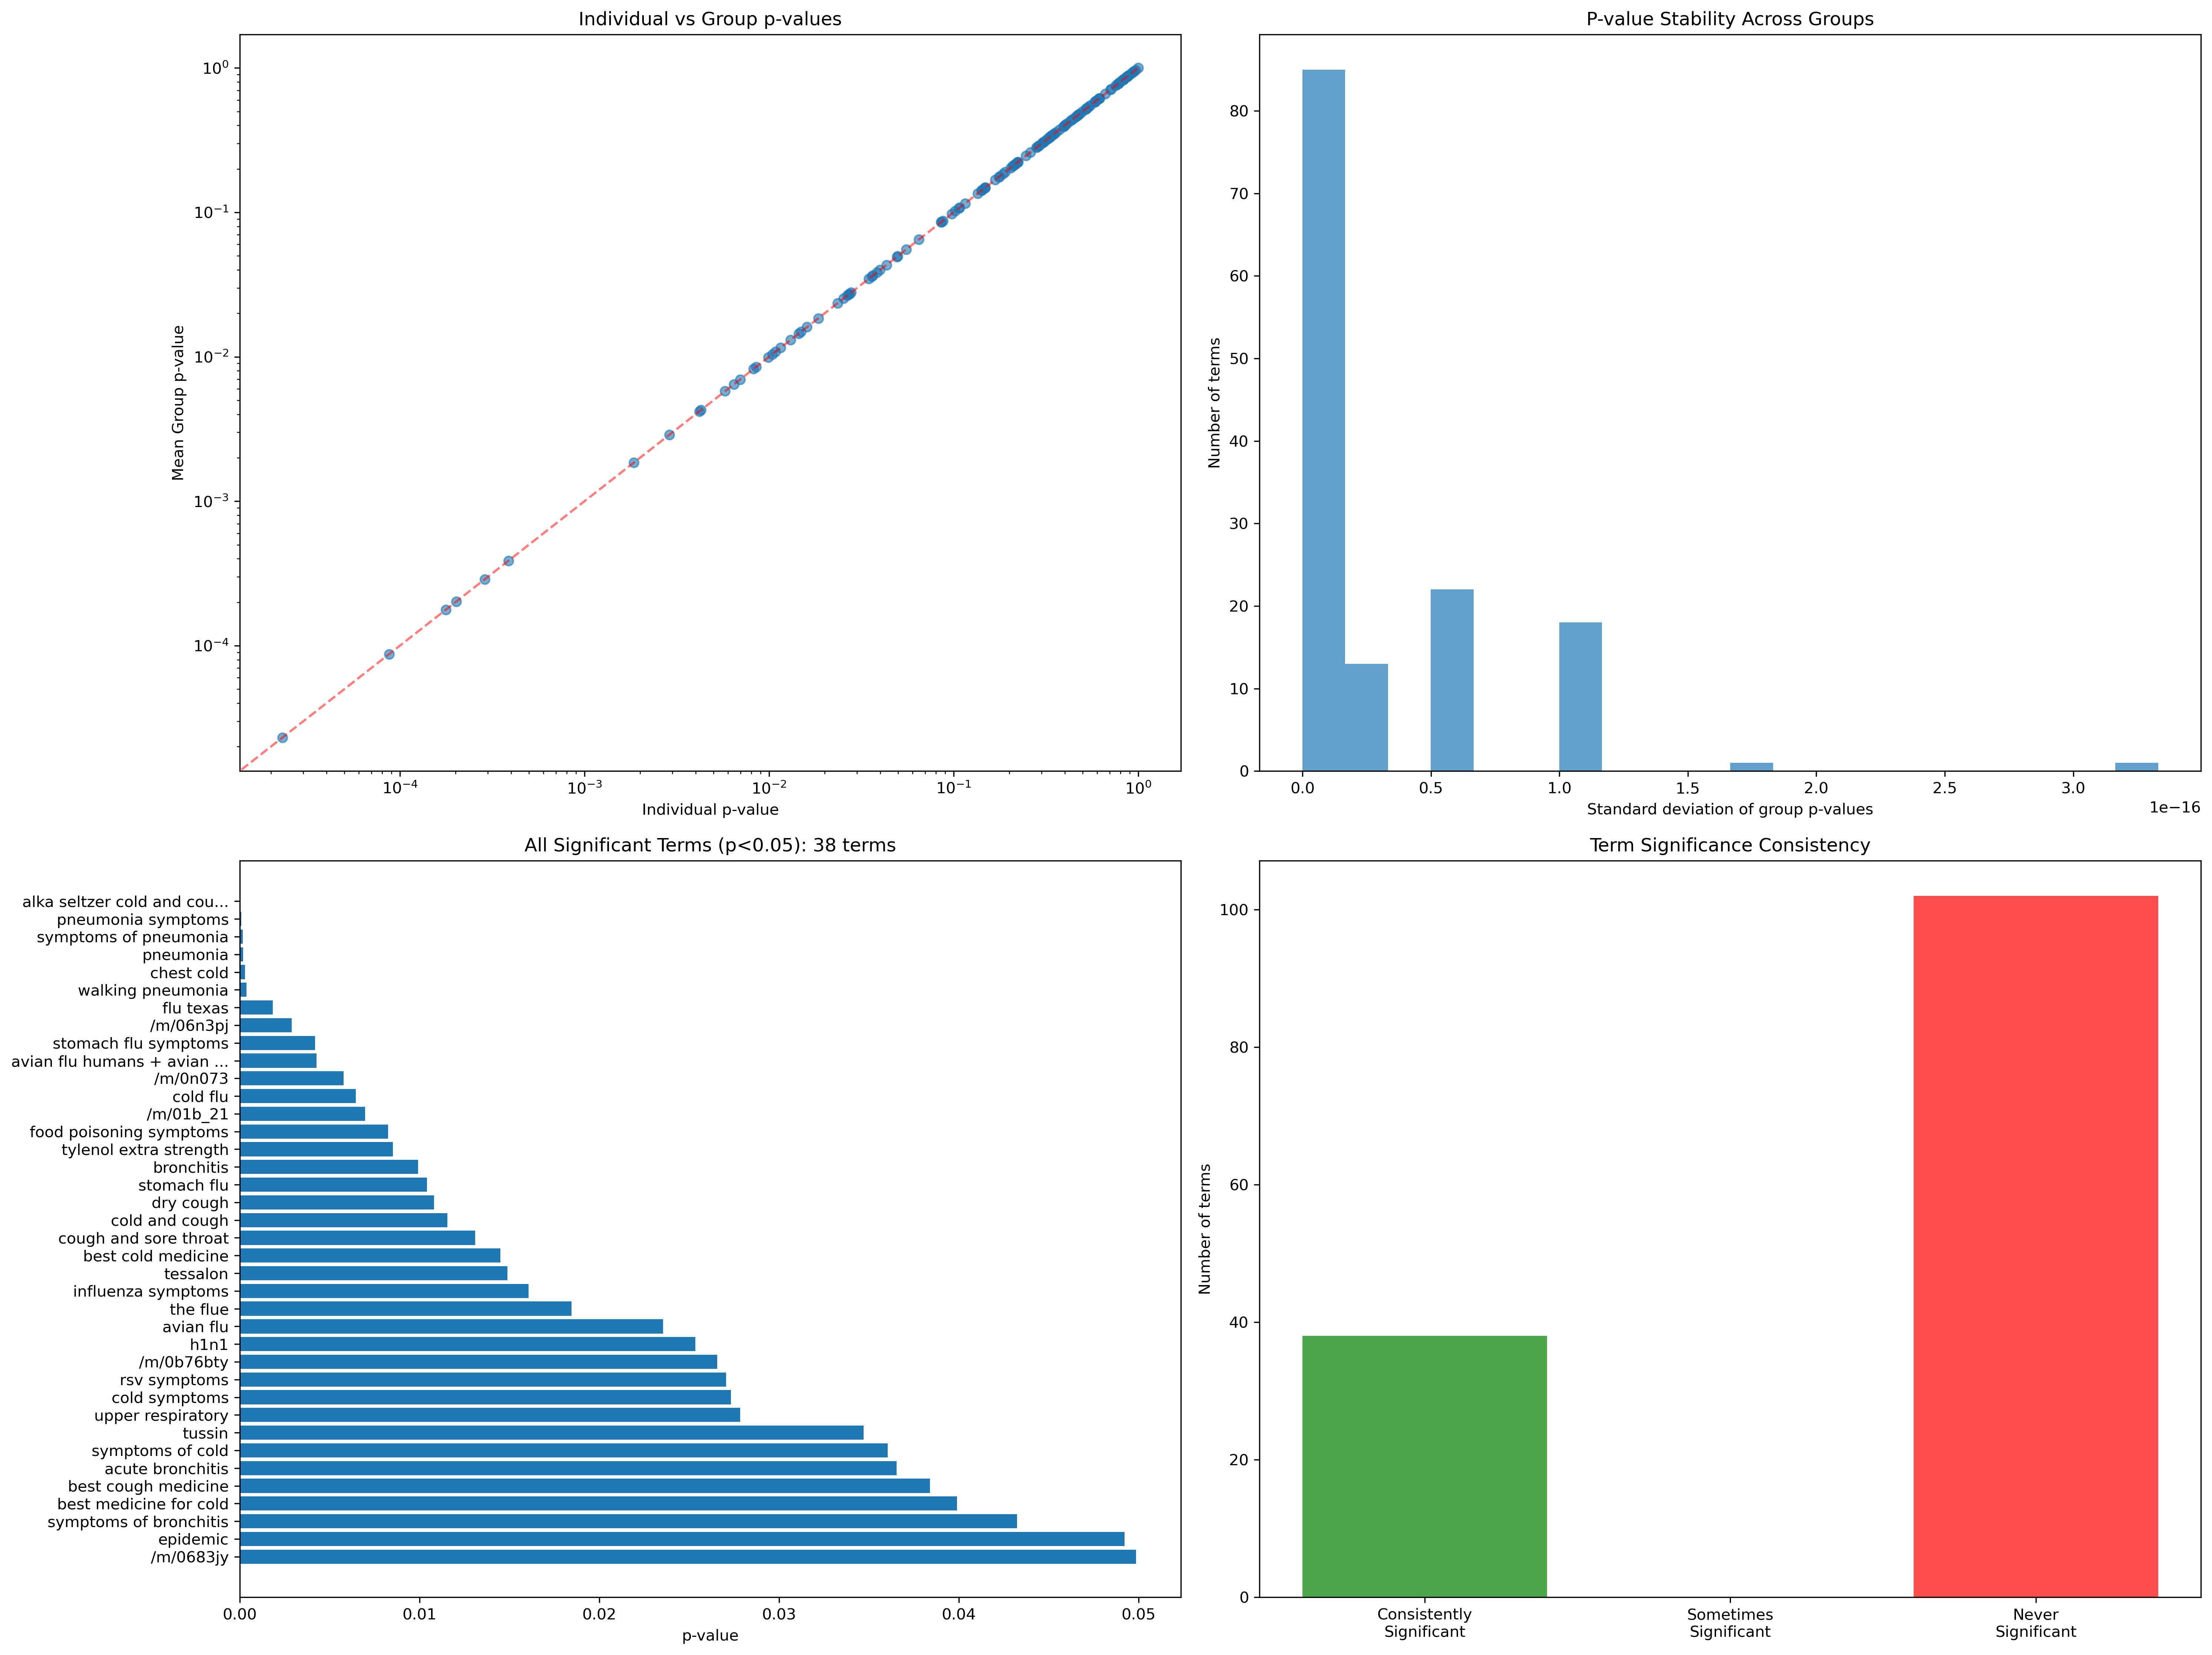 Individual vs Group p-values
Mean Group p-value
10⁰
10⁻¹
10⁻²
10⁻³
10⁻⁴
10⁻⁴ 10⁻³ 10⁻² 10⁻¹ 10⁰
Individual p-value
P-value Stability Across Groups
Number of terms
80
70
60
50
40
30
20
10
0
0.0 0.5 1.0 1.5 2.0 2.5 3.0
1e−16
Standard deviation of group p-values
All Significant Terms (p<0.05): 38 terms
alka seltzer cold and cou...
pneumonia symptoms
symptoms of pneumonia
pneumonia
chest cold
walking pneumonia
flu texas
/m/06n3pj
stomach flu symptoms
avian flu humans + avian ...
/m/0n073
cold flu
/m/01b_21
food poisoning symptoms
tylenol extra strength
bronchitis
stomach flu
dry cough
cold and cough
cough and sore throat
best cold medicine
tessalon
influenza symptoms
the flue
avian flu
h1n1
/m/0b76bty
rsv symptoms
cold symptoms
upper respiratory
tussin
symptoms of cold
acute bronchitis
best cough medicine
best medicine for cold
symptoms of bronchitis
epidemic
/m/0683jy
0.00 0.01 0.02 0.03 0.04 0.05
p-value
Term Significance Consistency
Number of terms
100
80
60
40
20
0
Consistently
Significant
Sometimes
Significant
Never
Significant